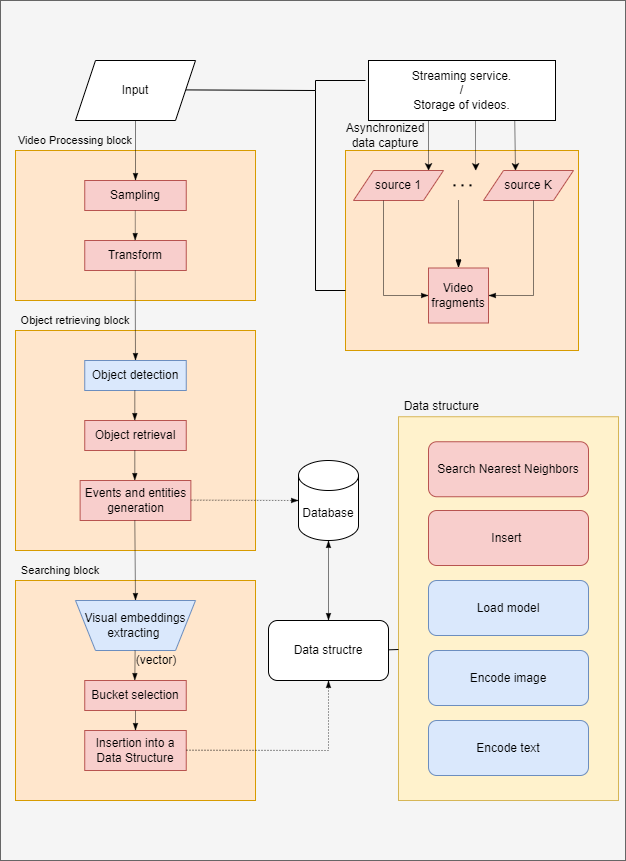 Input
Streaming service.
/
Storage of videos.
Asynchronized
data capture
source 1
...
source K
Video
fragments
Video Processing block
Sampling
Transform
Object retrieving block
Object detection
Object retrieval
Events and entities
generation
Database
Searching block
Visual embeddings
extracting
(vector)
Bucket selection
Insertion into a
Data Structure
Data structre
Data structure
Search Nearest Neighbors
Insert
Load model
Encode image
Encode text